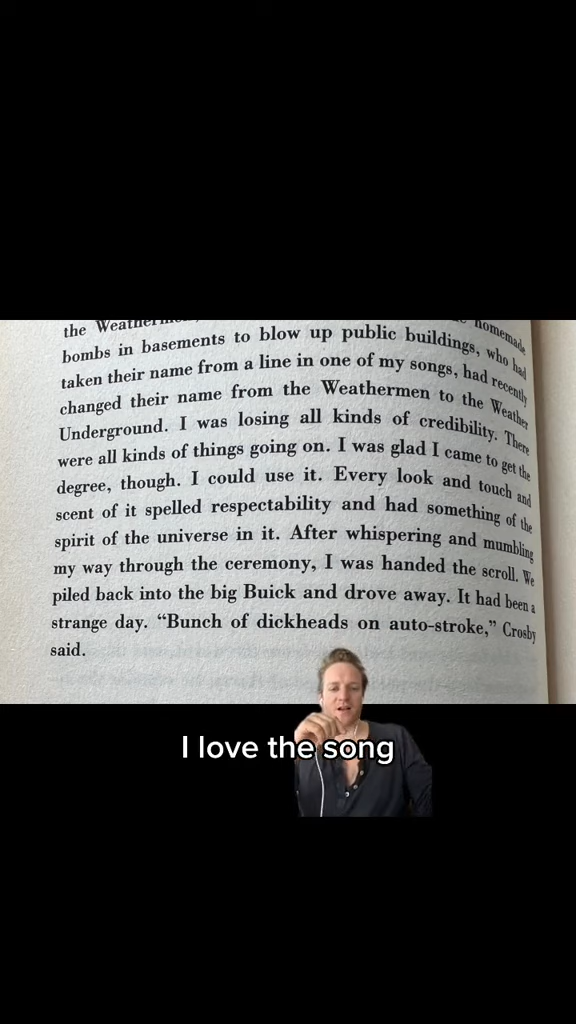 the Weathermen, homemade
bombs in basements to blow up public buildings, who had
taken their name from a line in one of my songs, had recently
changed their name from the Weathermen to the Weather
Underground. I was losing all kinds of credibility. There
were all kinds of things going on. I was glad I came to get the
degree, though. I could use it. Every look and touch and
scent of it spelled respectability and had something of the
spirit of the universe in it. After whispering and mumbling
my way through the ceremony, I was handed the scroll. We
piled back into the big Buick and drove away. It had been a
strange day. “Bunch of dickheads on auto-stroke,” Crosby
said.
I love the song